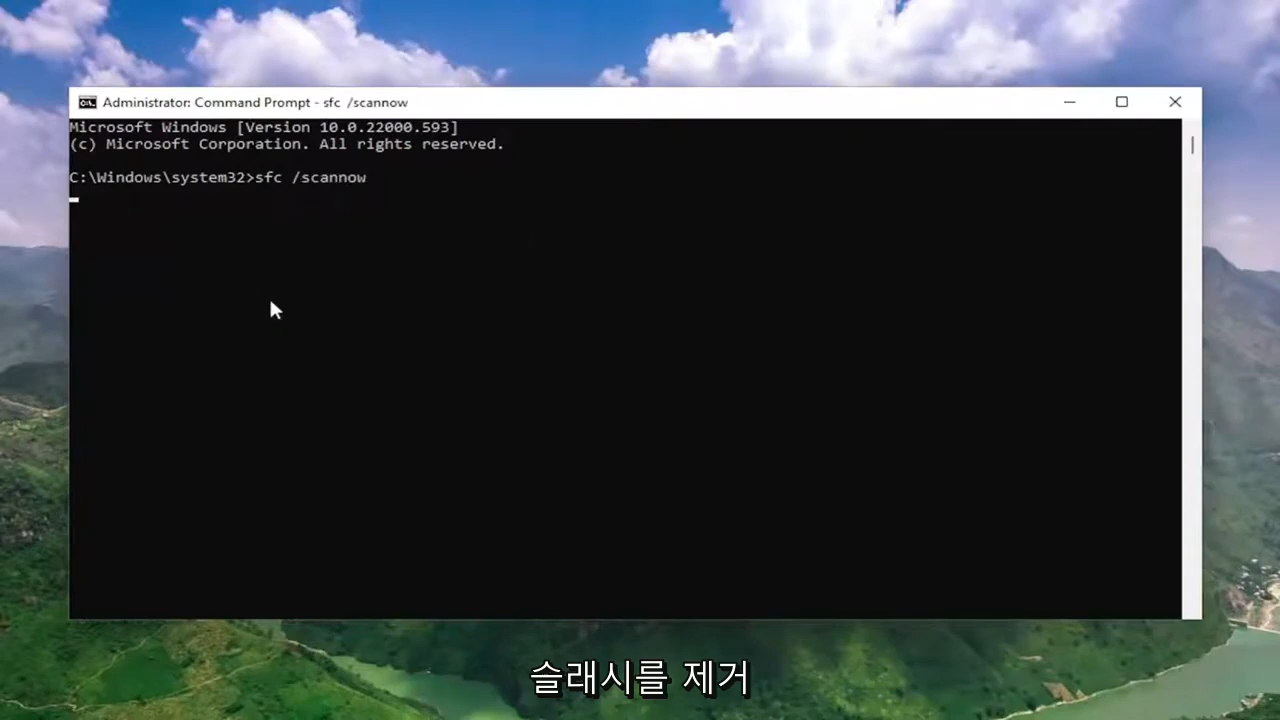 Administrator: Command Prompt - sfc /scannow
Microsoft Windows [Version 10.0.22000.593]
(c) Microsoft Corporation. All rights reserved.
C:\Windows\system32>sfc /scannow
슬래시를 제거